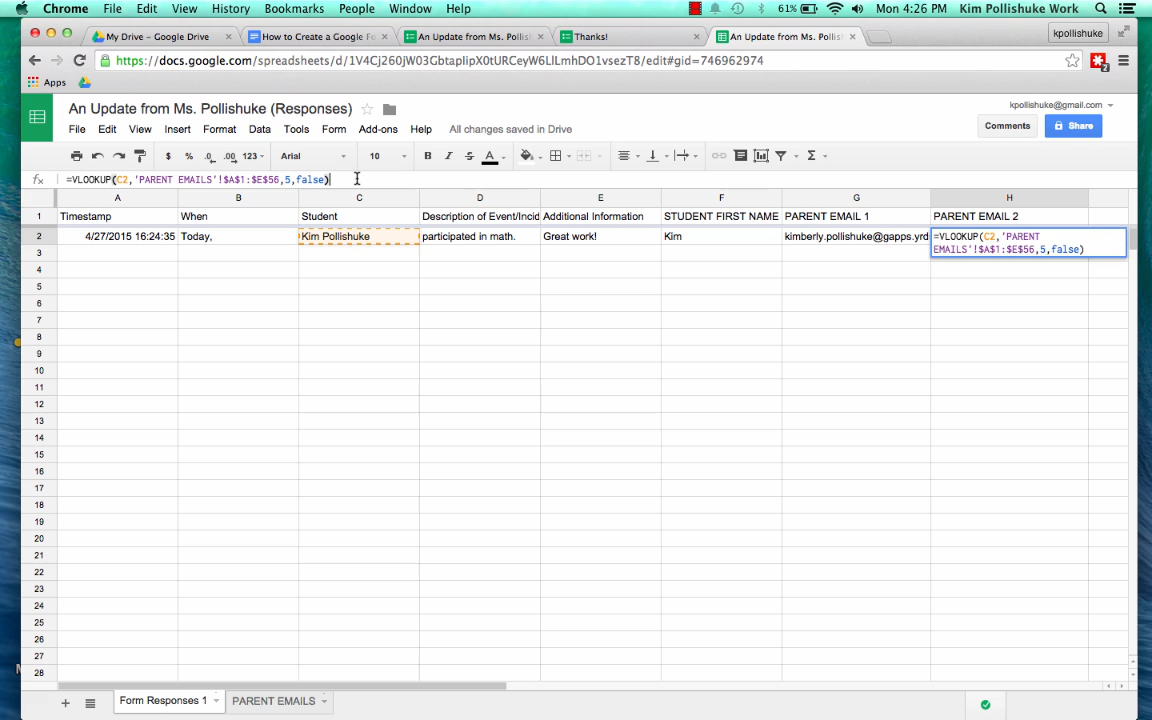 Chrome File Edit View History Bookmarks People Window Help 61% Mon 4:26 PM Kim Pollishuke Work
My Drive – Google Drive × How to Create a Google Fo × An Update from Ms. Pollish × Thanks! × An Update from Ms. Pollish × kpollishuke
https://docs.google.com/spreadsheets/d/1V4Cj260jW03GbtapIipX0tURCeyW6LlLmhDO1vsezT8/edit#gid=746962974 2
Apps
An Update from Ms. Pollishuke (Responses) kpollishuke@gmail.com
File Edit View Insert Format Data Tools Form Add-ons Help All changes saved in Drive Comments Share
$ % .0 .00 123 Arial 10 B I S A Σ
fx =VLOOKUP(C2,'PARENT EMAILS'!$A$1:$E$56,5,false)
A B C D E F G H
1 Timestamp When Student Description of Event/Incid Additional Information STUDENT FIRST NAME PARENT EMAIL 1 PARENT EMAIL 2
2 4/27/2015 16:24:35 Today, Kim Pollishuke participated in math. Great work! Kim kimberly.pollishuke@gapps.yrd =VLOOKUP(C2,'PARENT
EMAILS'!$A$1:$E$56,5,false)
3
4
5
6
7
8
9
10
11
12
13
14
15
16
17
18
19
20
21
22
23
24
25
26
27
28
Form Responses 1 PARENT EMAILS